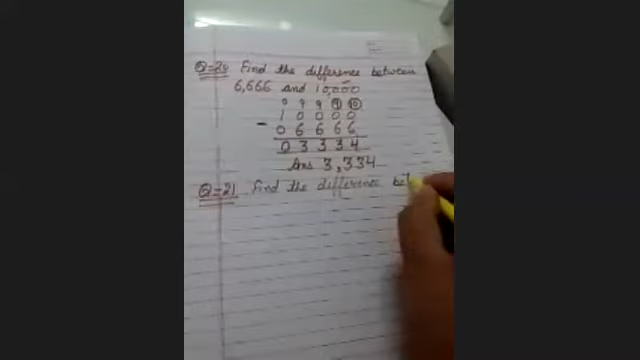 Q=20 Find the difference between
6,666 and 10,000
0 9 9 9 10
1 0 0 0 0
- 0 6 6 6 6
0 3 3 3 4
Ans 3,334
Q=21 Find the difference bet